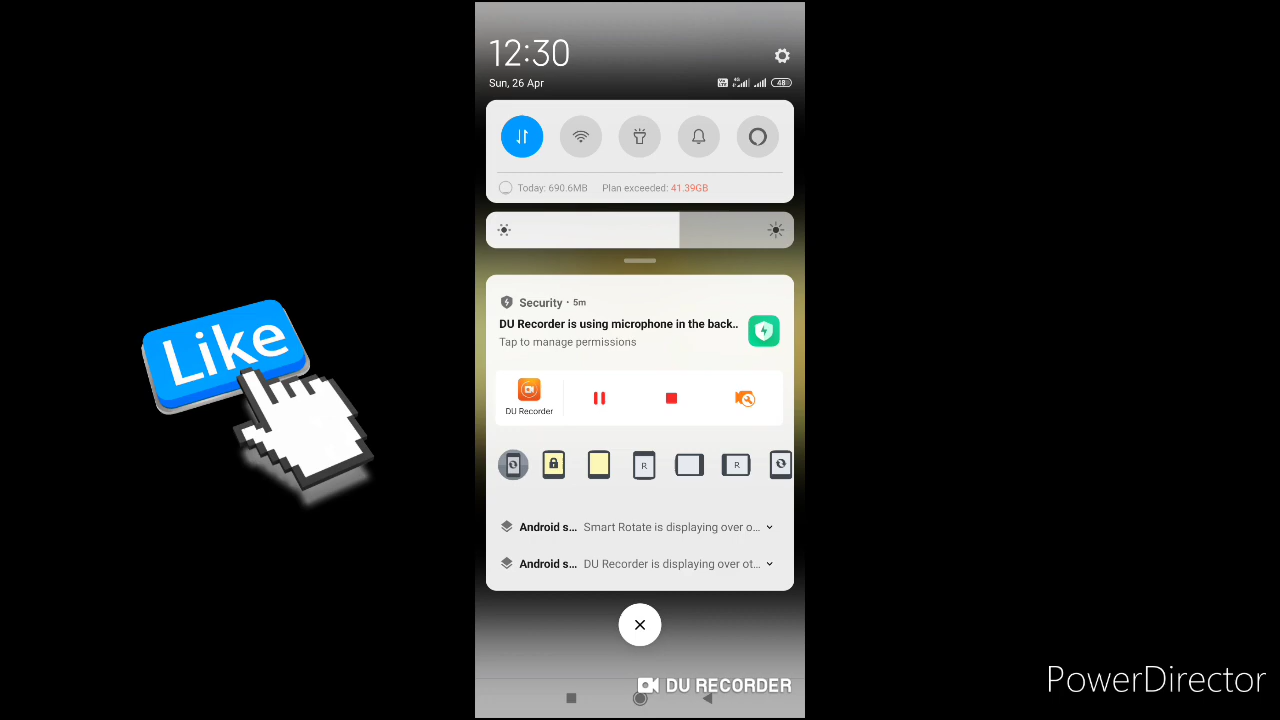 12:30
Sun, 26 Apr
4G
48
Today: 690.6MB Plan exceeded: 41.39GB
Security · 5m
DU Recorder is using microphone in the back..
Tap to manage permissions
DU Recorder
R
R
Android s... Smart Rotate is displaying over o...
Android s... DU Recorder is displaying over ot...
DU RECORDER
Like
PowerDirector